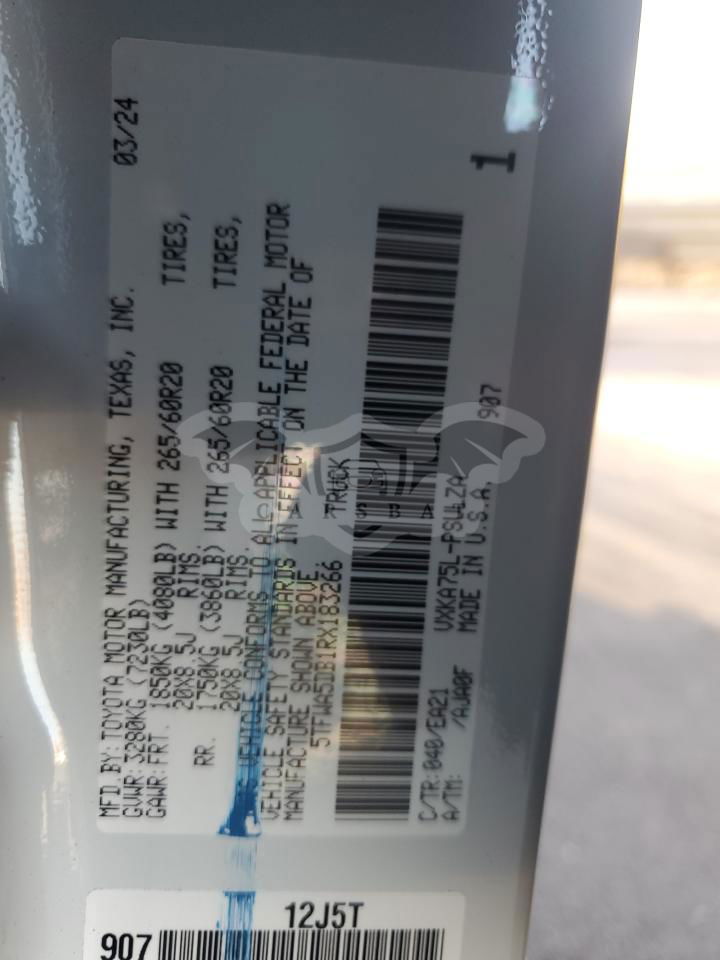 MFD.BY:TOYOTA MOTOR MANUFACTURING, TEXAS, INC. 03/24
GVWR:3280KG (7230LB)
GAWR:FRT. 1850KG (4080LB) WITH 265/60R20 TIRES,
20X8.5J RIMS,
RR. 1750KG (3860LB) WITH 265/60R20 TIRES,
20X8.5J RIMS.
VEHICLE CONFORMS TO ALL APPLICABLE FEDERAL MOTOR
VEHICLE SAFETY STANDARDS IN EFFECT ON THE DATE OF
MANUFACTURE SHOWN ABOVE.
5TFWA5DB1RX183266 TRUCK
C/TR:040/EA21 VXKA75L-PSULZA
A/TM: /AJA0F MADE IN U.S.A. 907
1
12J5T
907
CARSBA